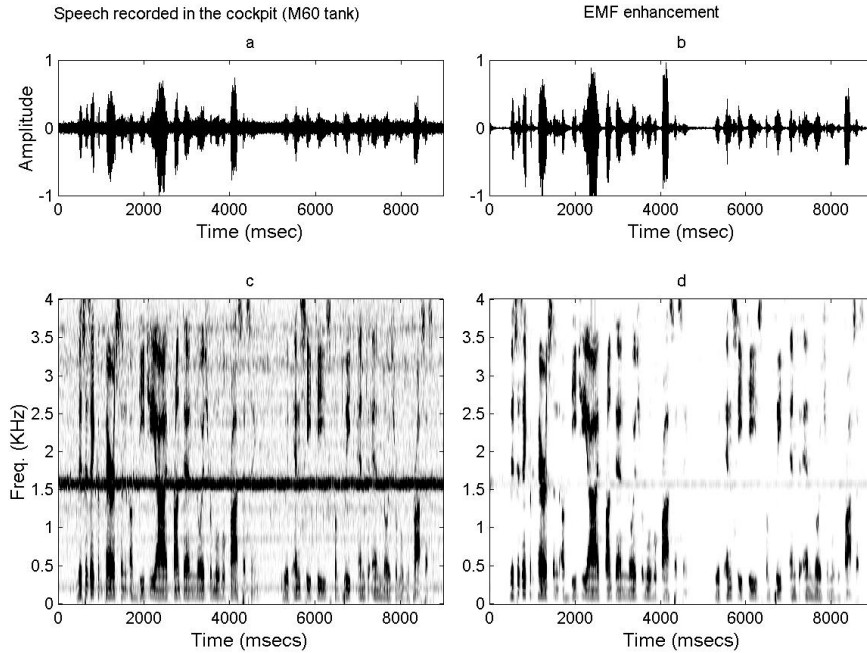 Speech recorded in the cockpit (M60 tank)
EMF enhancement
a
b
1
0
-1
Amplitude
0 2000 4000 6000 8000
Time (msec)
1
0
-1
0 2000 4000 6000 8000
Time (msec)
c
d
4
3.5
3
2.5
2
1.5
1
0.5
0
Freq. (KHz)
0 2000 4000 6000 8000
Time (msecs)
4
3.5
3
2.5
2
1.5
1
0.5
0
0 2000 4000 6000 8000
Time (msecs)